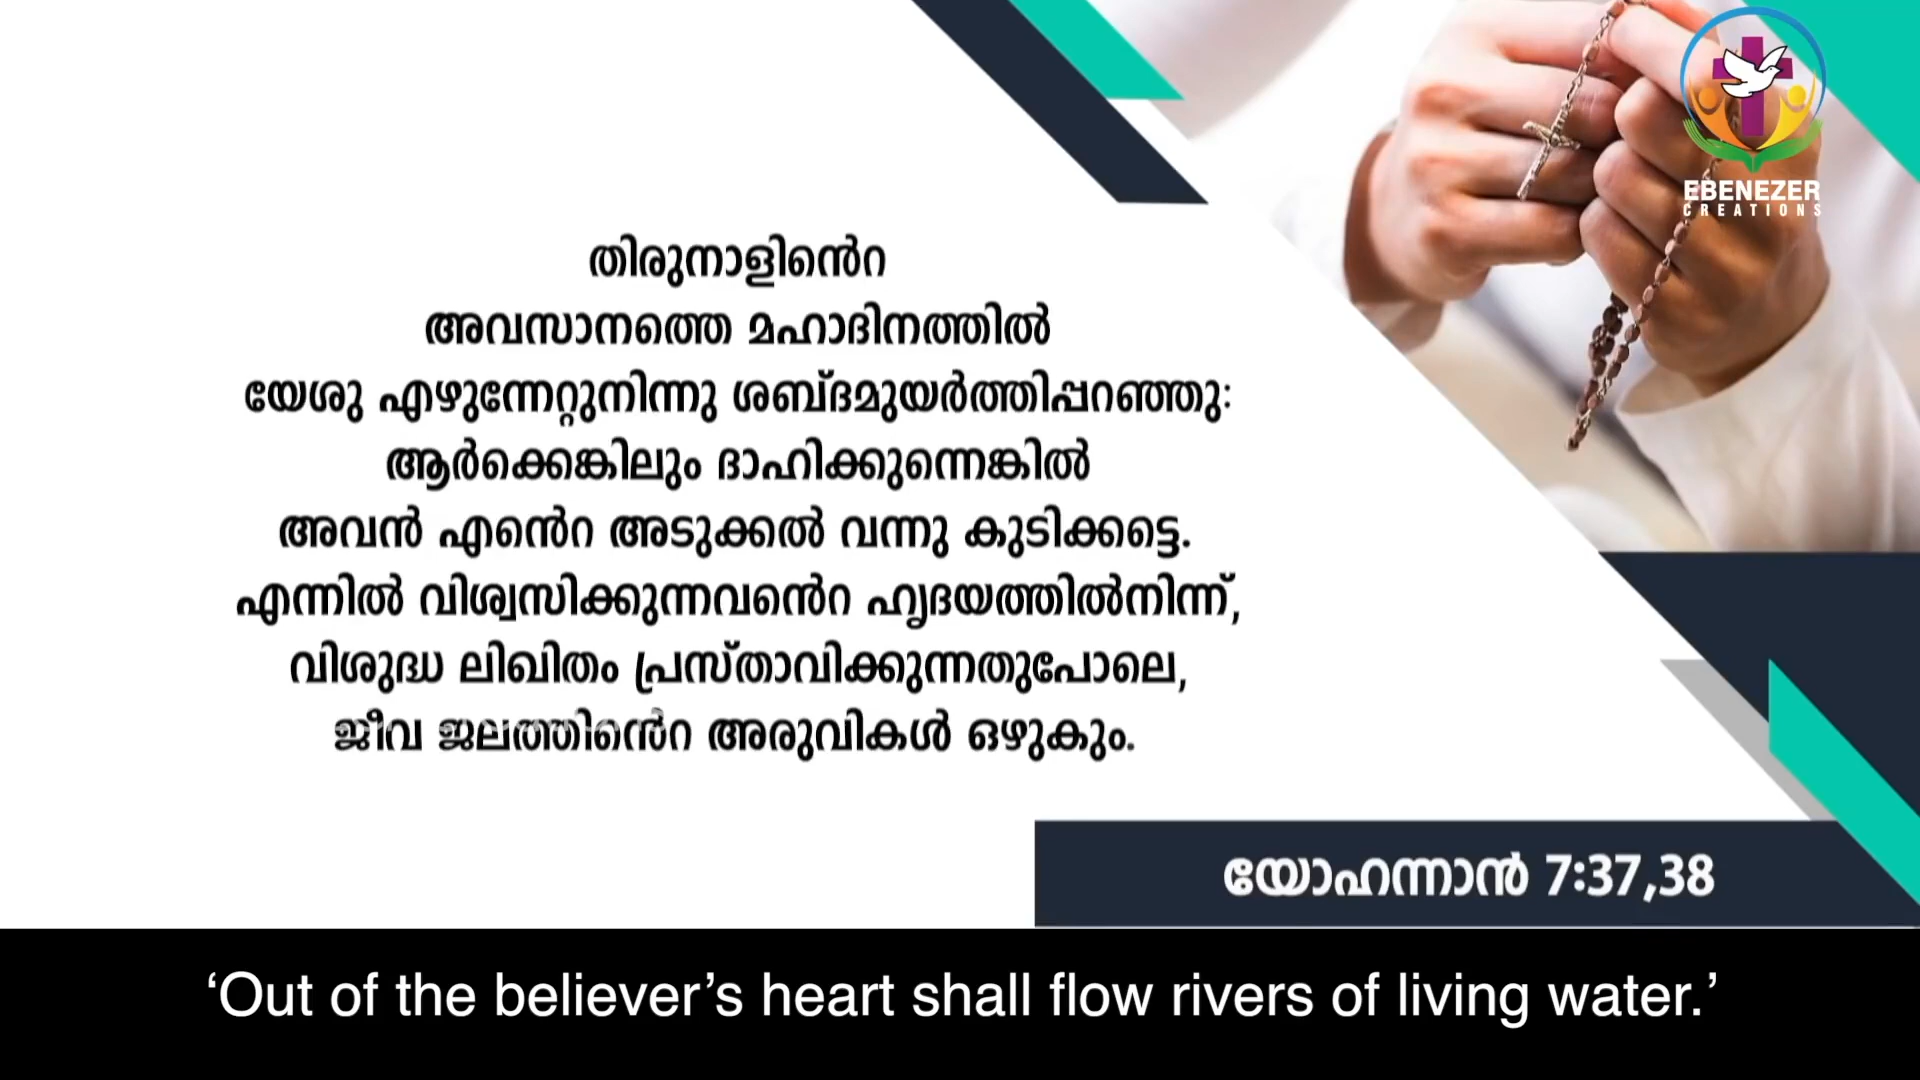 EBENEZER
CREATIONS
തിരുനാളിൻെറ
അവസാനത്തെ മഹാദിനത്തിൽ
യേശു എഴുന്നേറ്റുനിന്നു ശബ്ദമുയർത്തിപ്പറഞ്ഞു:
ആർക്കെങ്കിലും ദാഹിക്കുന്നെങ്കിൽ
അവൻ എൻെറ അടുക്കൽ വന്നു കുടിക്കട്ടെ.
എന്നിൽ വിശ്വസിക്കുന്നവൻെറ ഹൃദയത്തിൽനിന്ന്,
വിശുദ്ധ ലിഖിതം പ്രസ്താവിക്കുന്നതുപോലെ,
ജീവ ജലത്തിൻെറ അരുവികൾ ഒഴുകും.
യോഹന്നാൻ 7:37,38
‘Out of the believer’s heart shall flow rivers of living water.’